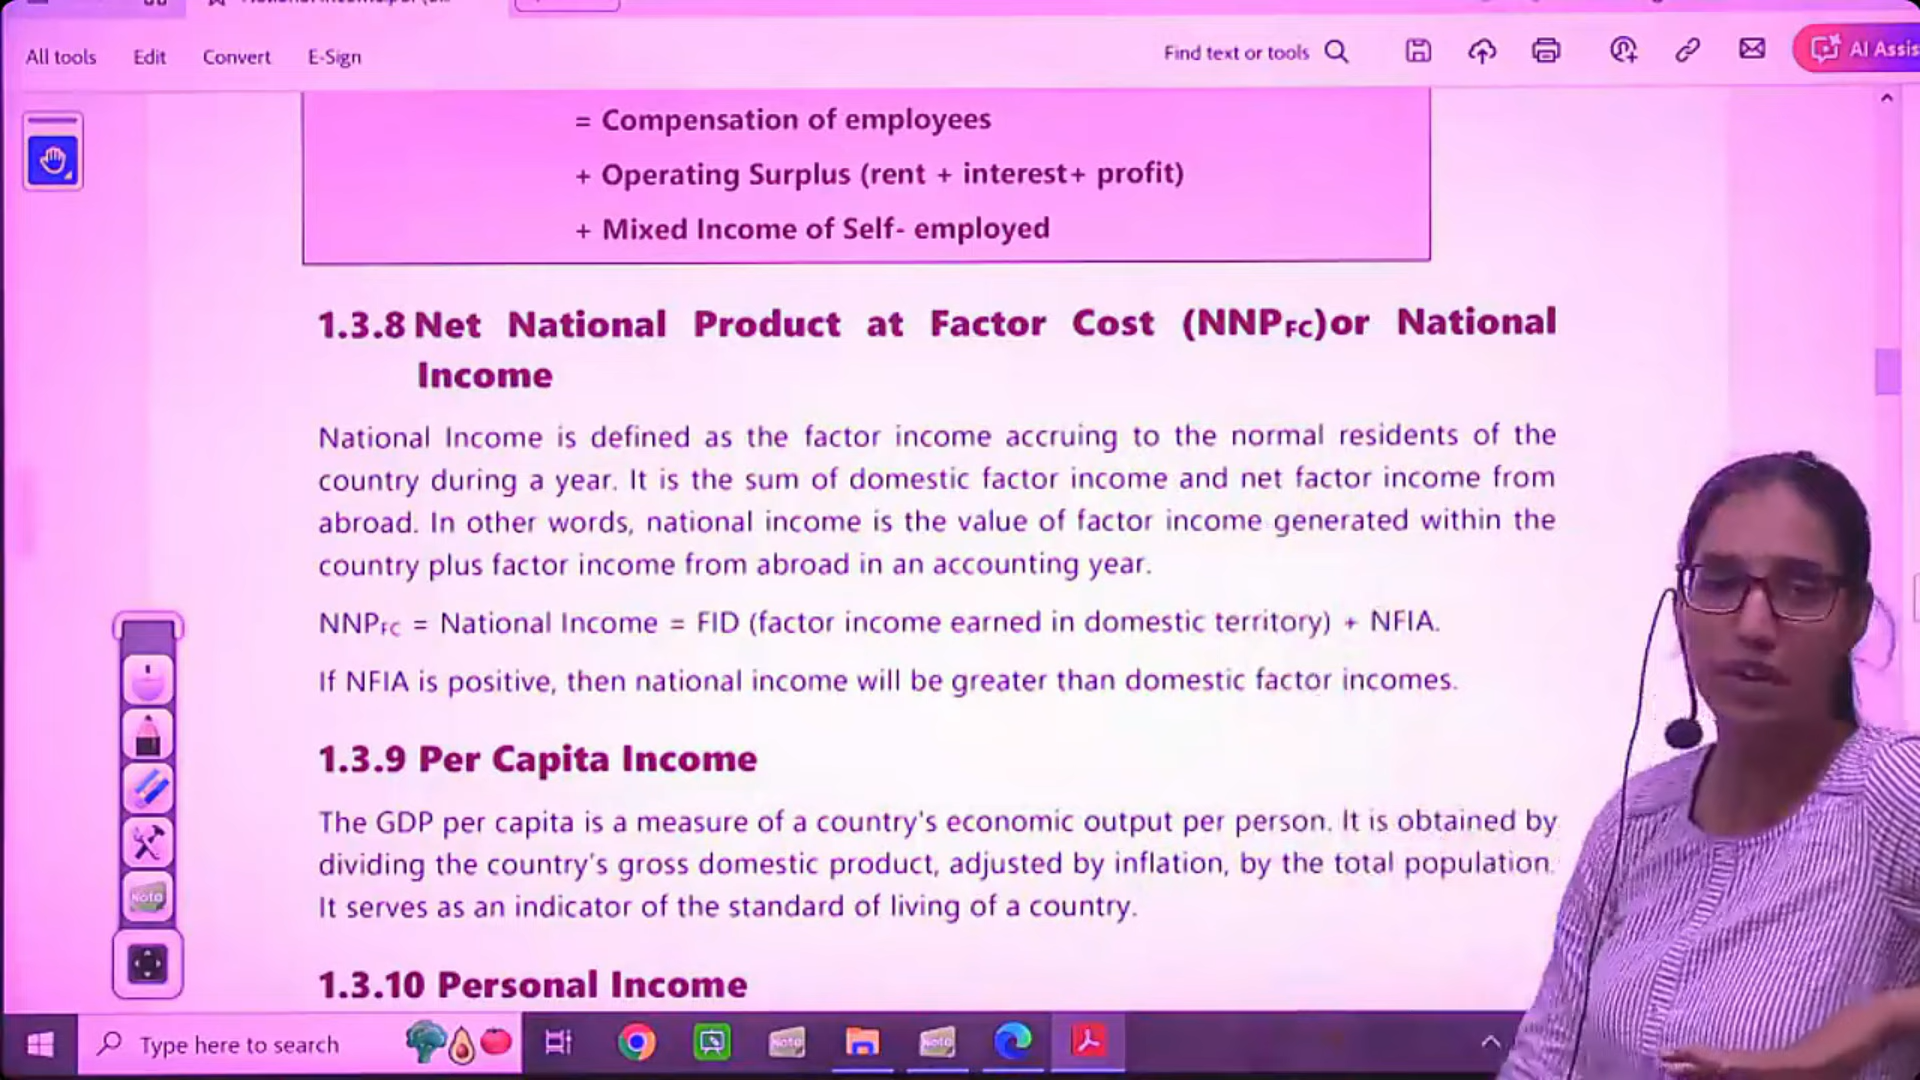 All tools Edit Convert E-Sign Find text or tools AI Assis
= Compensation of employees
+ Operating Surplus (rent + interest+ profit)
+ Mixed Income of Self- employed
1.3.8 Net National Product at Factor Cost (NNPFC)or National
Income
National Income is defined as the factor income accruing to the normal residents of the
country during a year. It is the sum of domestic factor income and net factor income from
abroad. In other words, national income is the value of factor income generated within the
country plus factor income from abroad in an accounting year.
NNPFC = National Income = FID (factor income earned in domestic territory) + NFIA.
If NFIA is positive, then national income will be greater than domestic factor incomes.
1.3.9 Per Capita Income
The GDP per capita is a measure of a country's economic output per person. It is obtained by
dividing the country's gross domestic product, adjusted by inflation, by the total population.
It serves as an indicator of the standard of living of a country.
Note
1.3.10 Personal Income
Type here to search Note Note